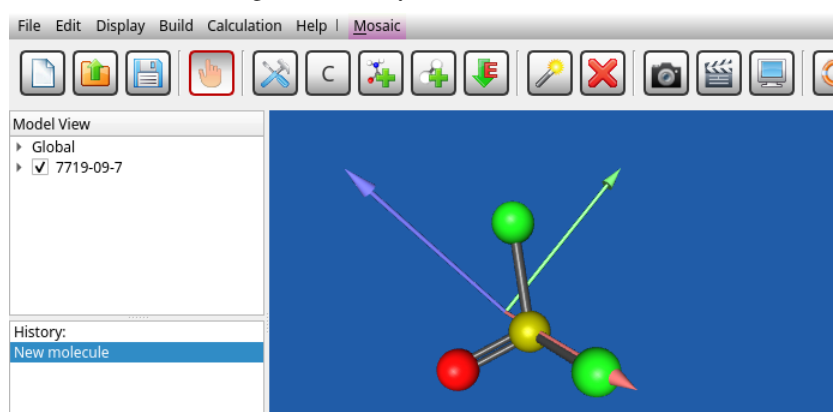 File Edit Display Build Calculation Help Mosaic
C
E
Model View
Global
7719-09-7
History:
New molecule